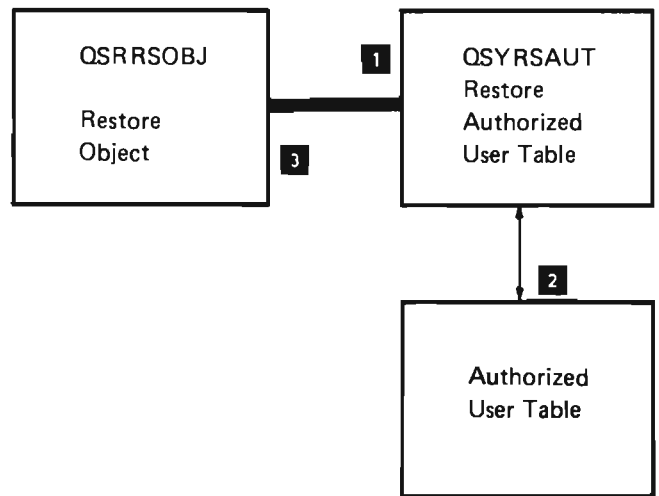 QSRRSOBJ
Restore
Object
1
3
QSYRSAUT
Restore
Authorized
User Table
2
Authorized
User Table